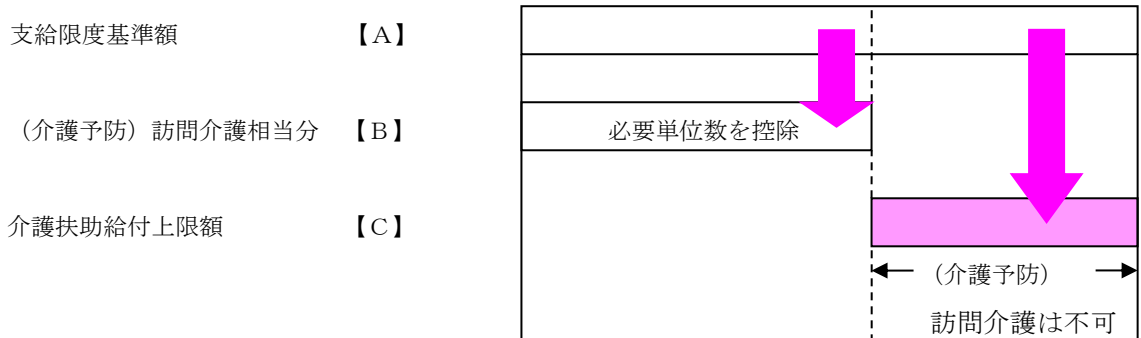 支給限度基準額 【A】
（介護予防）訪問介護相当分 【B】 必要単位数を控除
介護扶助給付上限額 【C】
（介護予防）
訪問介護は不可